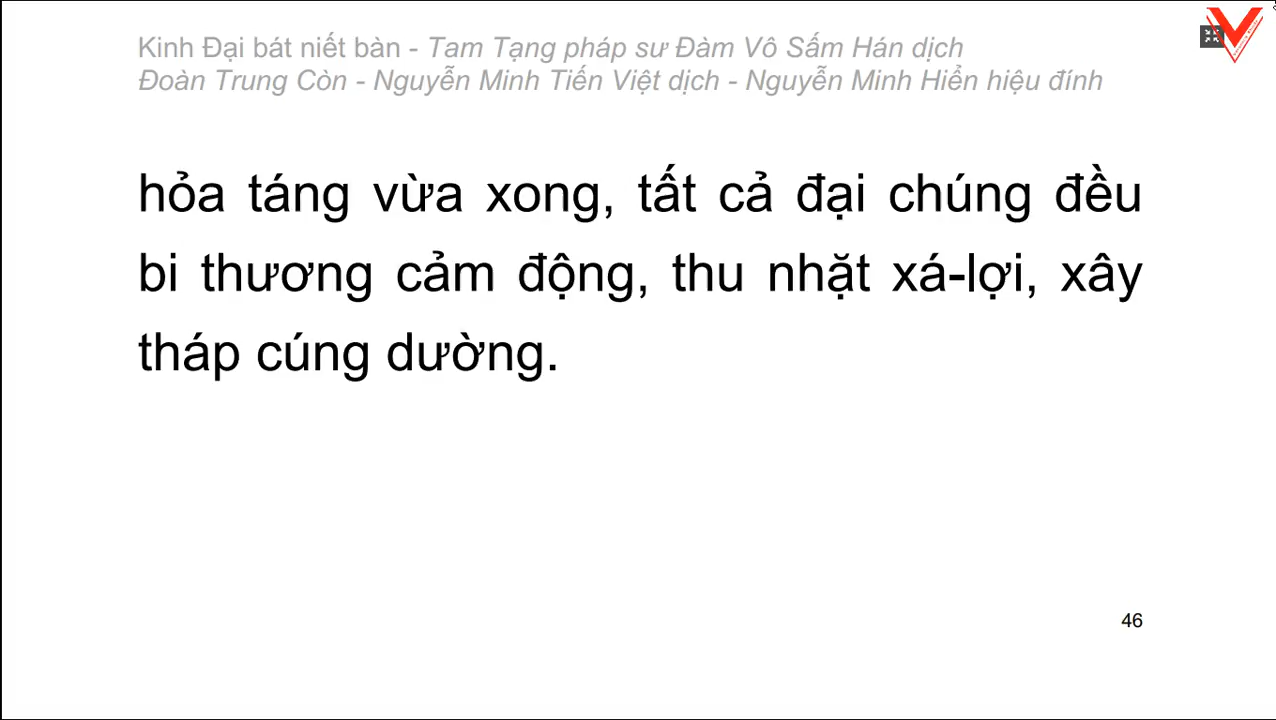 Kinh Đại bát niết bàn - Tam Tạng pháp sư Đàm Vô Sấm Hán dịch
Đoàn Trung Còn - Nguyễn Minh Tiến Việt dịch - Nguyễn Minh Hiển hiệu đính
hỏa táng vừa xong, tất cả đại chúng đều
bi thương cảm động, thu nhặt xá-lợi, xây
tháp cúng dường.
46